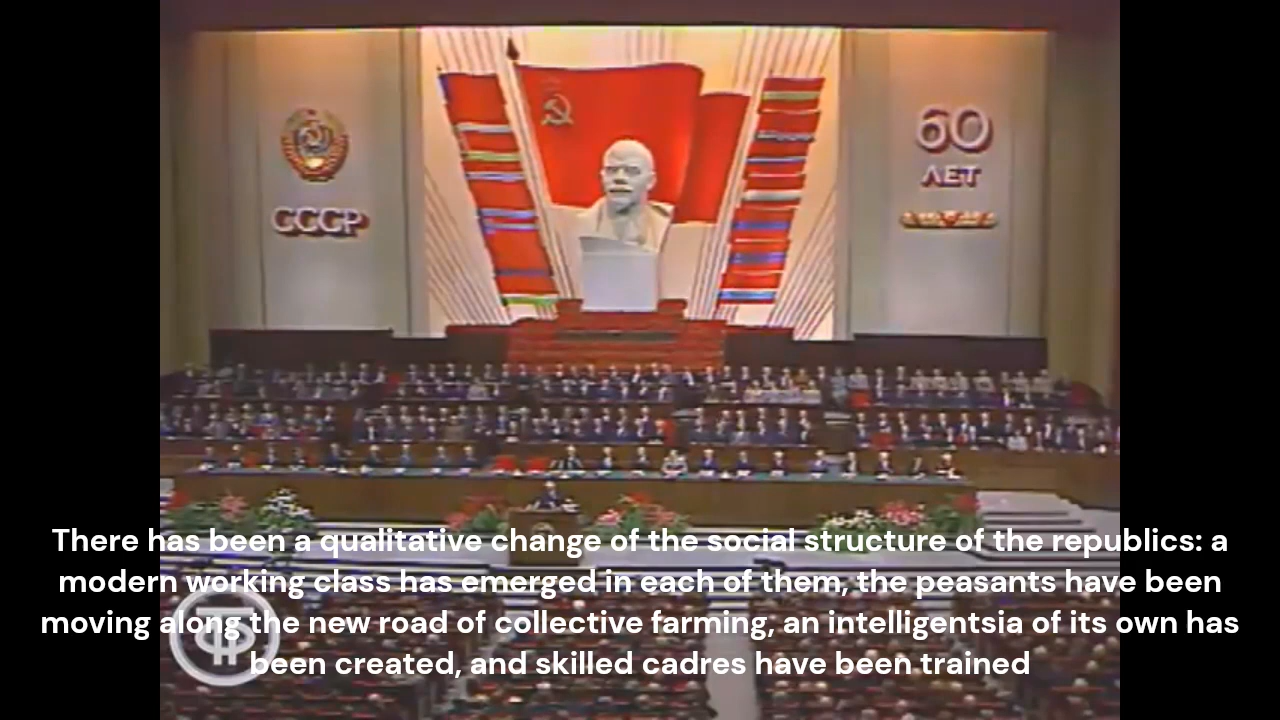 СССР
60
ЛЕТ
There has been a qualitative change of the social structure of the republics: a
modern working class has emerged in each of them, the peasants have been
moving along the new road of collective farming, an intelligentsia of its own has
been created, and skilled cadres have been trained